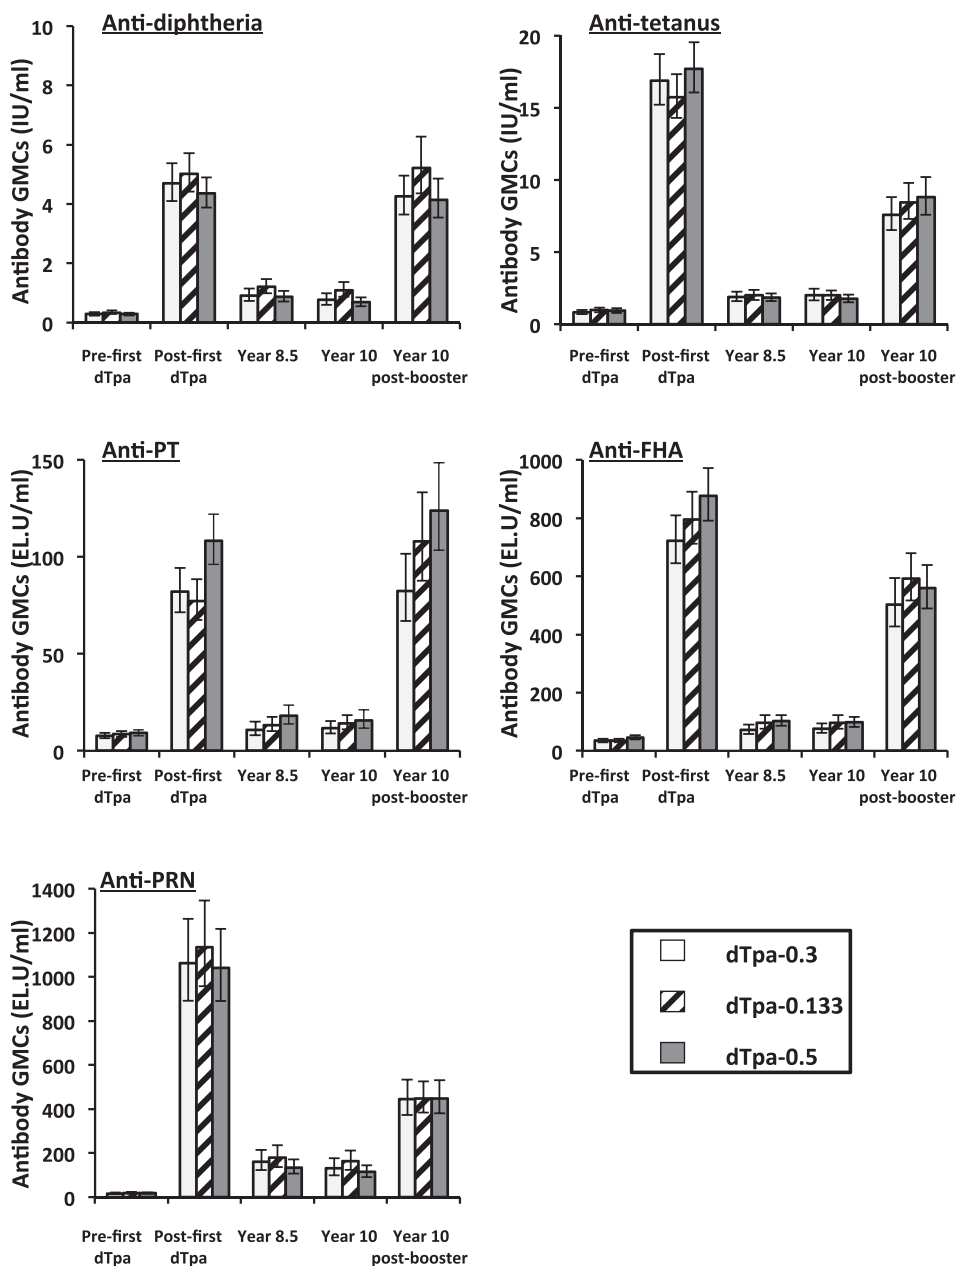 Anti-diphtheria
Antibody GMCs (IU/ml)
10
8
6
4
2
0
Pre-first dTpa
Post-first dTpa
Year 8.5
Year 10
Year 10 post-booster
Anti-tetanus
Antibody GMCs (IU/ml)
20
15
10
5
0
Pre-first dTpa
Post-first dTpa
Year 8.5
Year 10
Year 10 post-booster
Anti-PT
Antibody GMCs (EL.U/ml)
150
100
50
0
Pre-first dTpa
Post-first dTpa
Year 8.5
Year 10
Year 10 post-booster
Anti-FHA
Antibody GMCs (EL.U/ml)
1000
800
600
400
200
0
Pre-first dTpa
Post-first dTpa
Year 8.5
Year 10
Year 10 post-booster
Anti-PRN
Antibody GMCs (EL.U/ml)
1400
1200
1000
800
600
400
200
0
Pre-first dTpa
Post-first dTpa
Year 8.5
Year 10
Year 10 post-booster
dTpa-0.3
dTpa-0.133
dTpa-0.5